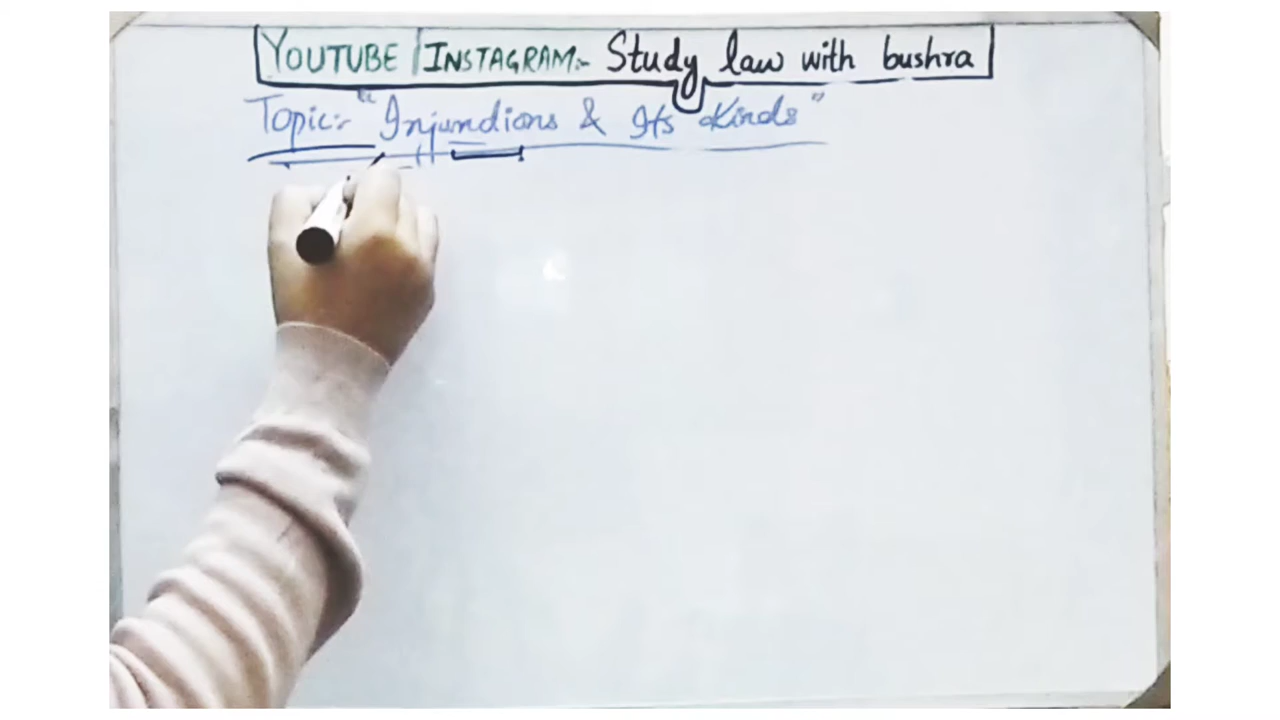 YOUTUBE | INSTAGRAM:- Study law with bushra
Topic:- "Injunctions & Its Kinds"